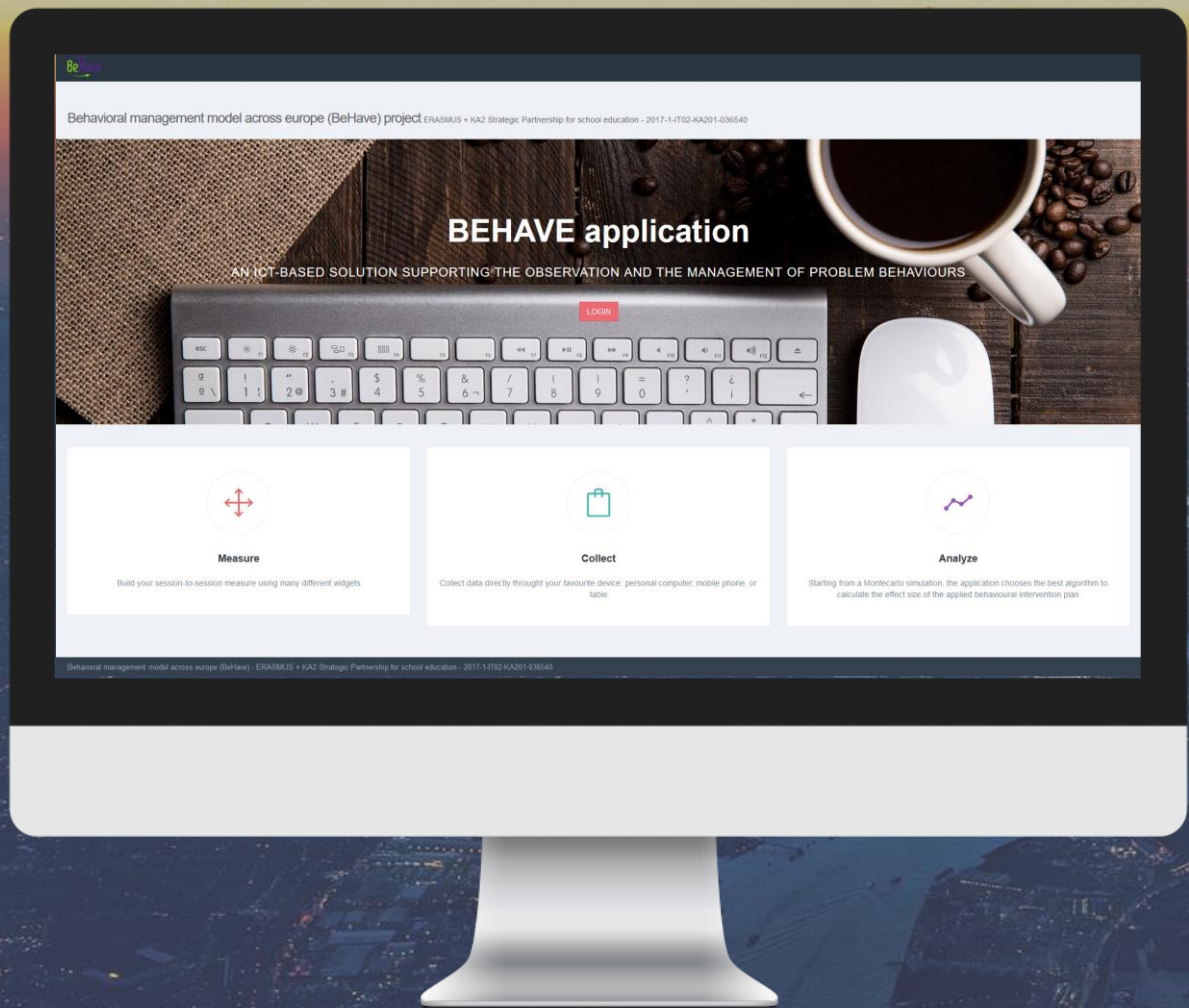 BeHave
Behavioral management model across europe (BeHave) project ERASMUS + KA2 Strategic Partnership for school education - 2017-1-IT02-KA201-036540
BEHAVE application
AN ICT-BASED SOLUTION SUPPORTING THE OBSERVATION AND THE MANAGEMENT OF PROBLEM BEHAVIOURS
LOGIN
esc
Measure
Build your session-to-session measure using many different widgets
Collect
Collect data directly throught your favourite device: personal computer, mobile phone, or
table
Analyze
Starting from a Montecarlo simulation, the application chooses the best algorithm to
calculate the effect size of the applied behavioural intervention plan
Behavioral management model across europe (BeHave) - ERASMUS + KA2 Strategic Partnership for school education - 2017-1-IT02-KA201-036540